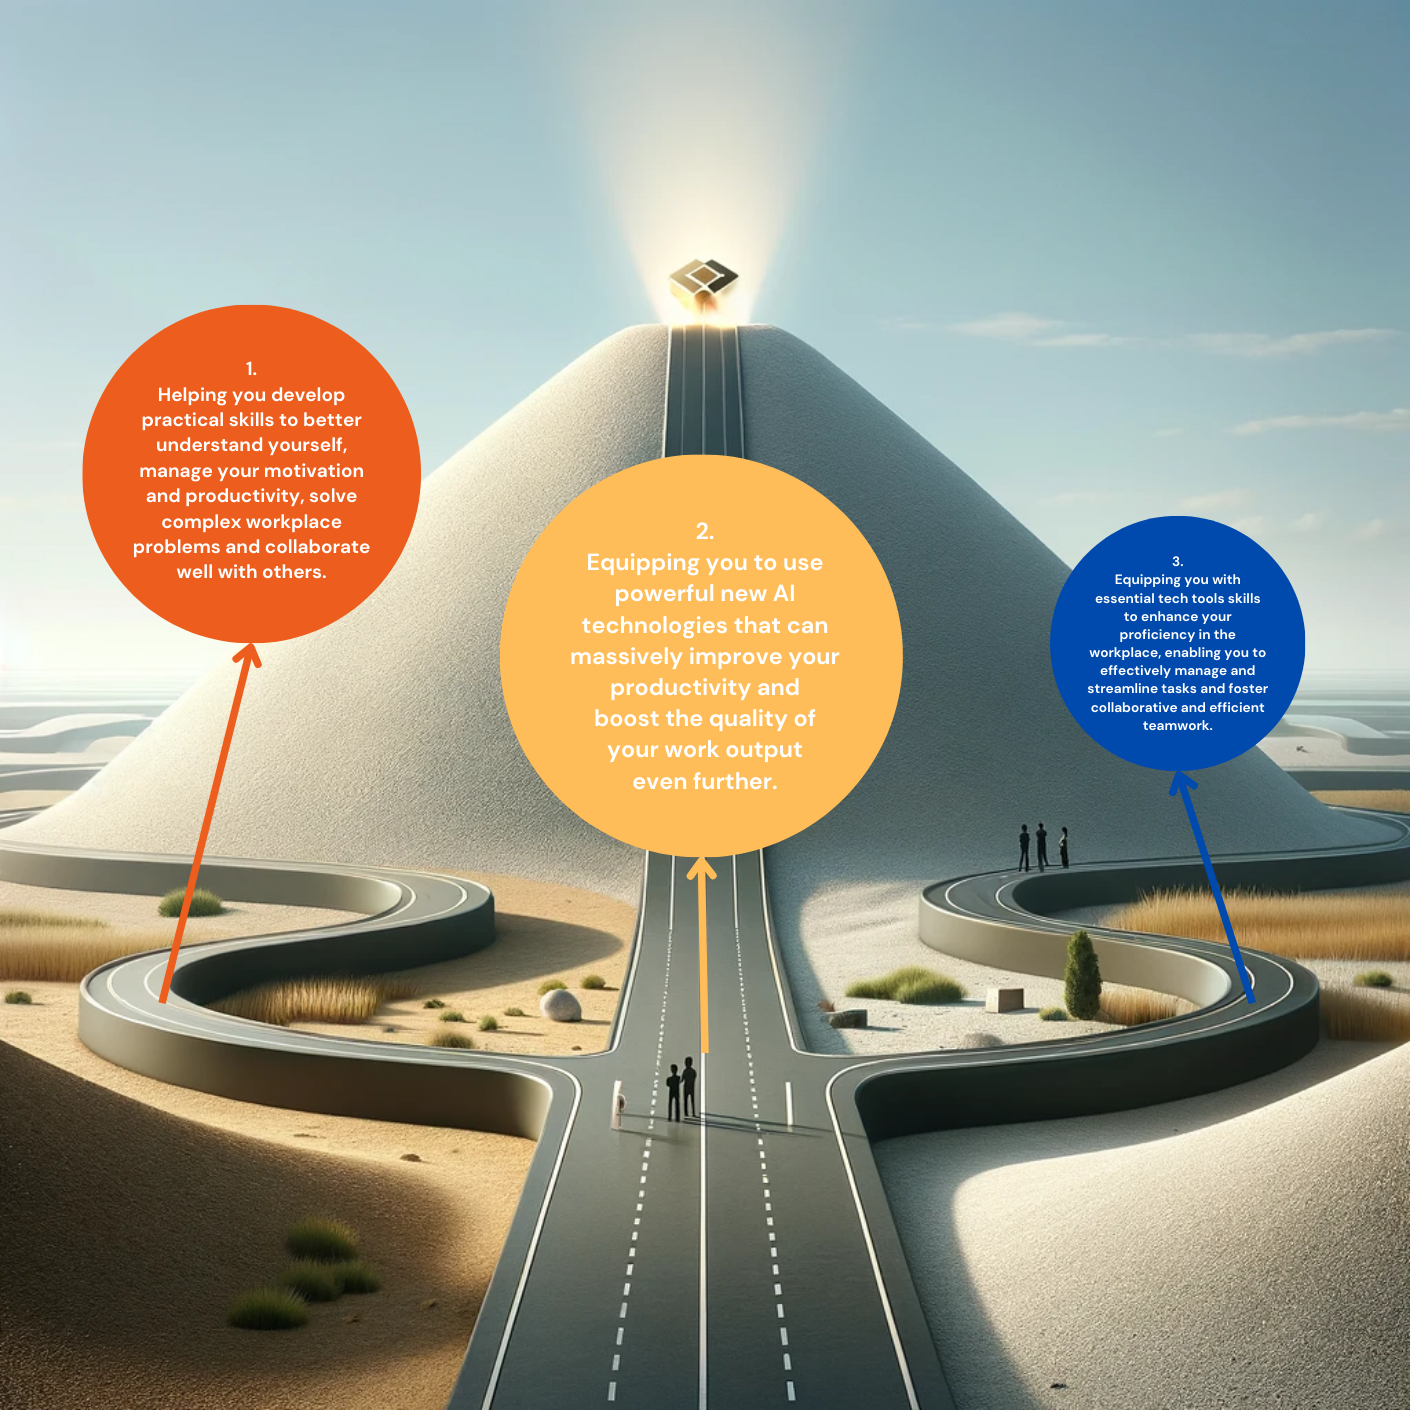 1.
Helping you develop
practical skills to better
understand yourself,
manage your motivation
and productivity, solve
complex workplace
problems and collaborate
well with others.
2.
Equipping you to use
powerful new AI
technologies that can
massively improve your
productivity and
boost the quality of
your work output
even further.
3.
Equipping you with
essential tech tools skills
to enhance your
proficiency in the
workplace, enabling you to
effectively manage and
streamline tasks and foster
collaborative and efficient
teamwork.